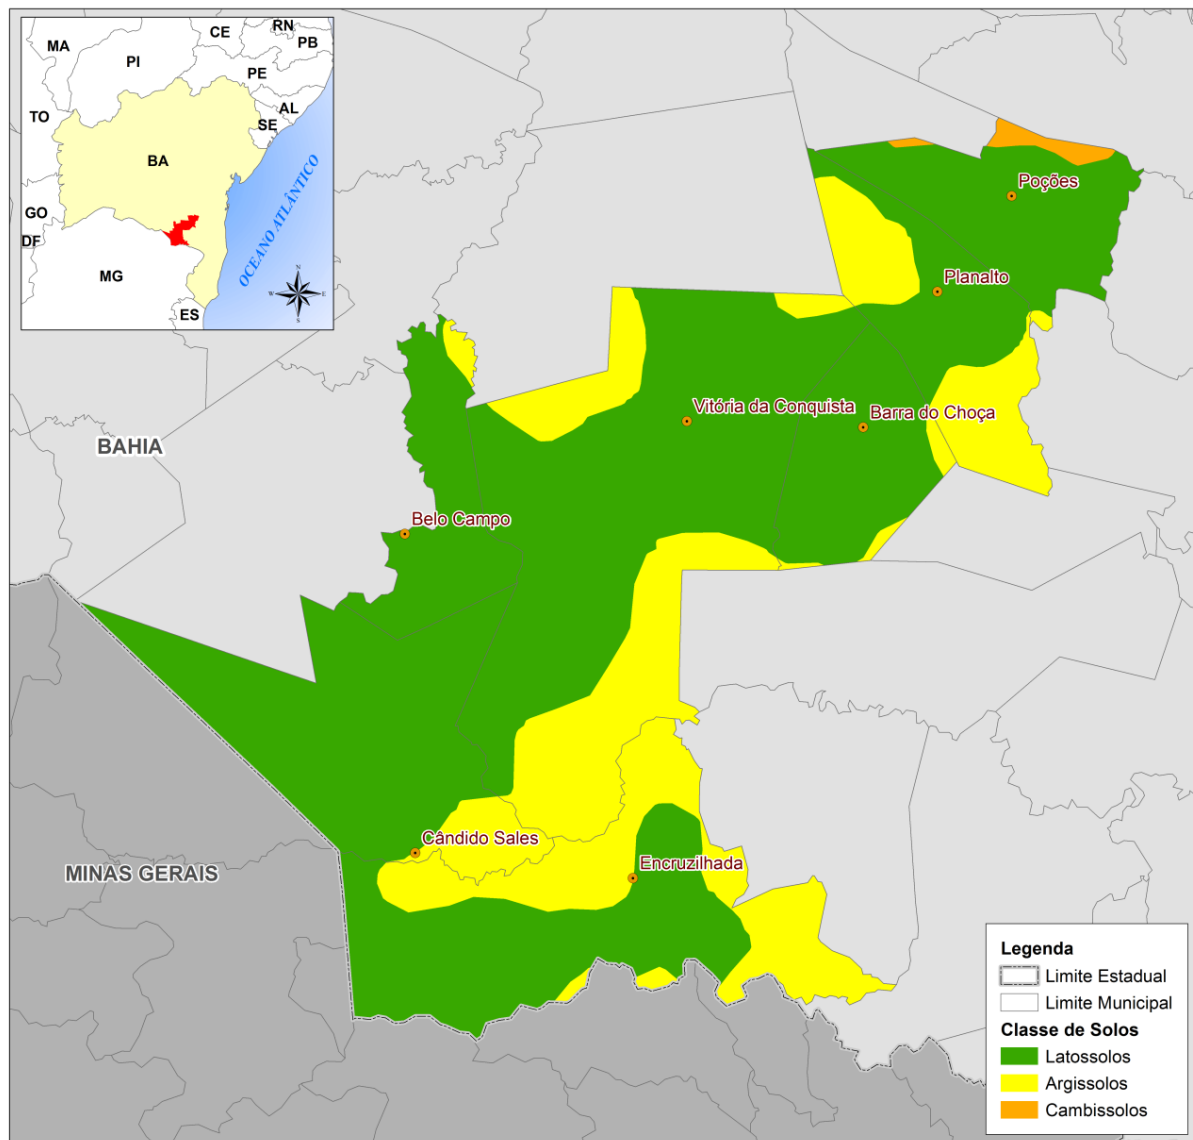 MA
CE
RN
PB
PI
PE
TO
AL
SE
BA
GO
DF
MG
ES
OCEANO ATLÂNTICO
N
W
E
S
Poções
Planalto
Vitória da Conquista
Barra do Choça
BAHIA
Belo Campo
Cândido Sales
Encruzilhada
MINAS GERAIS
Legenda
Limite Estadual
Limite Municipal
Classe de Solos
Latossolos
Argissolos
Cambissolos